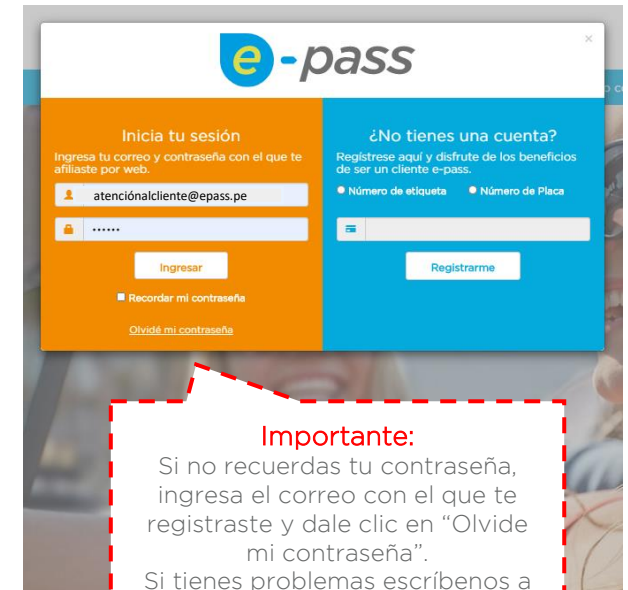 e-pass
×
Inicia tu sesión
Ingresa tu correo y contraseña con el que te
afiliaste por web.
atenciónalcliente@epass.pe
••••••
Ingresar
Recordar mi contraseña
Olvidé mi contraseña
¿No tienes una cuenta?
Regístrese aquí y disfrute de los beneficios
de ser un cliente e-pass.
Número de etiqueta Número de Placa
Registrarme
Importante:
Si no recuerdas tu contraseña,
ingresa el correo con el que te
registraste y dale clic en “Olvide
mi contraseña”.
Si tienes problemas escríbenos a